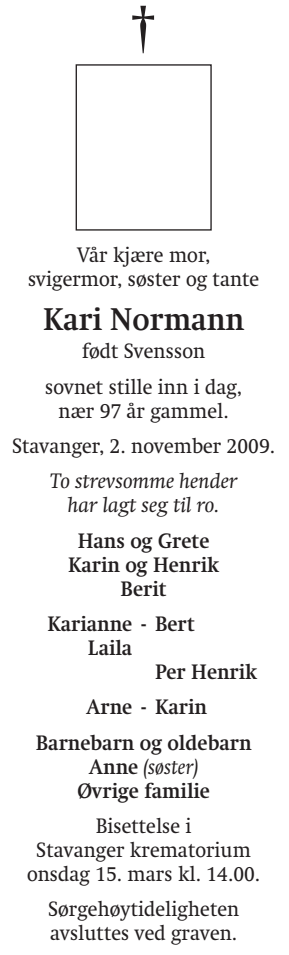 †
Vår kjære mor,
svigermor, søster og tante
Kari Normann
født Svensson
sovnet stille inn i dag,
nær 97 år gammel.
Stavanger, 2. november 2009.
To strevsomme hender
har lagt seg til ro.
Hans og Grete
Karin og Henrik
Berit
Karianne - Bert
Laila
Per Henrik
Arne - Karin
Barnebarn og oldebarn
Anne (søster)
Øvrige familie
Bisettelse i
Stavanger krematorium
onsdag 15. mars kl. 14.00.
Sørgehøytideligheten
avsluttes ved graven.